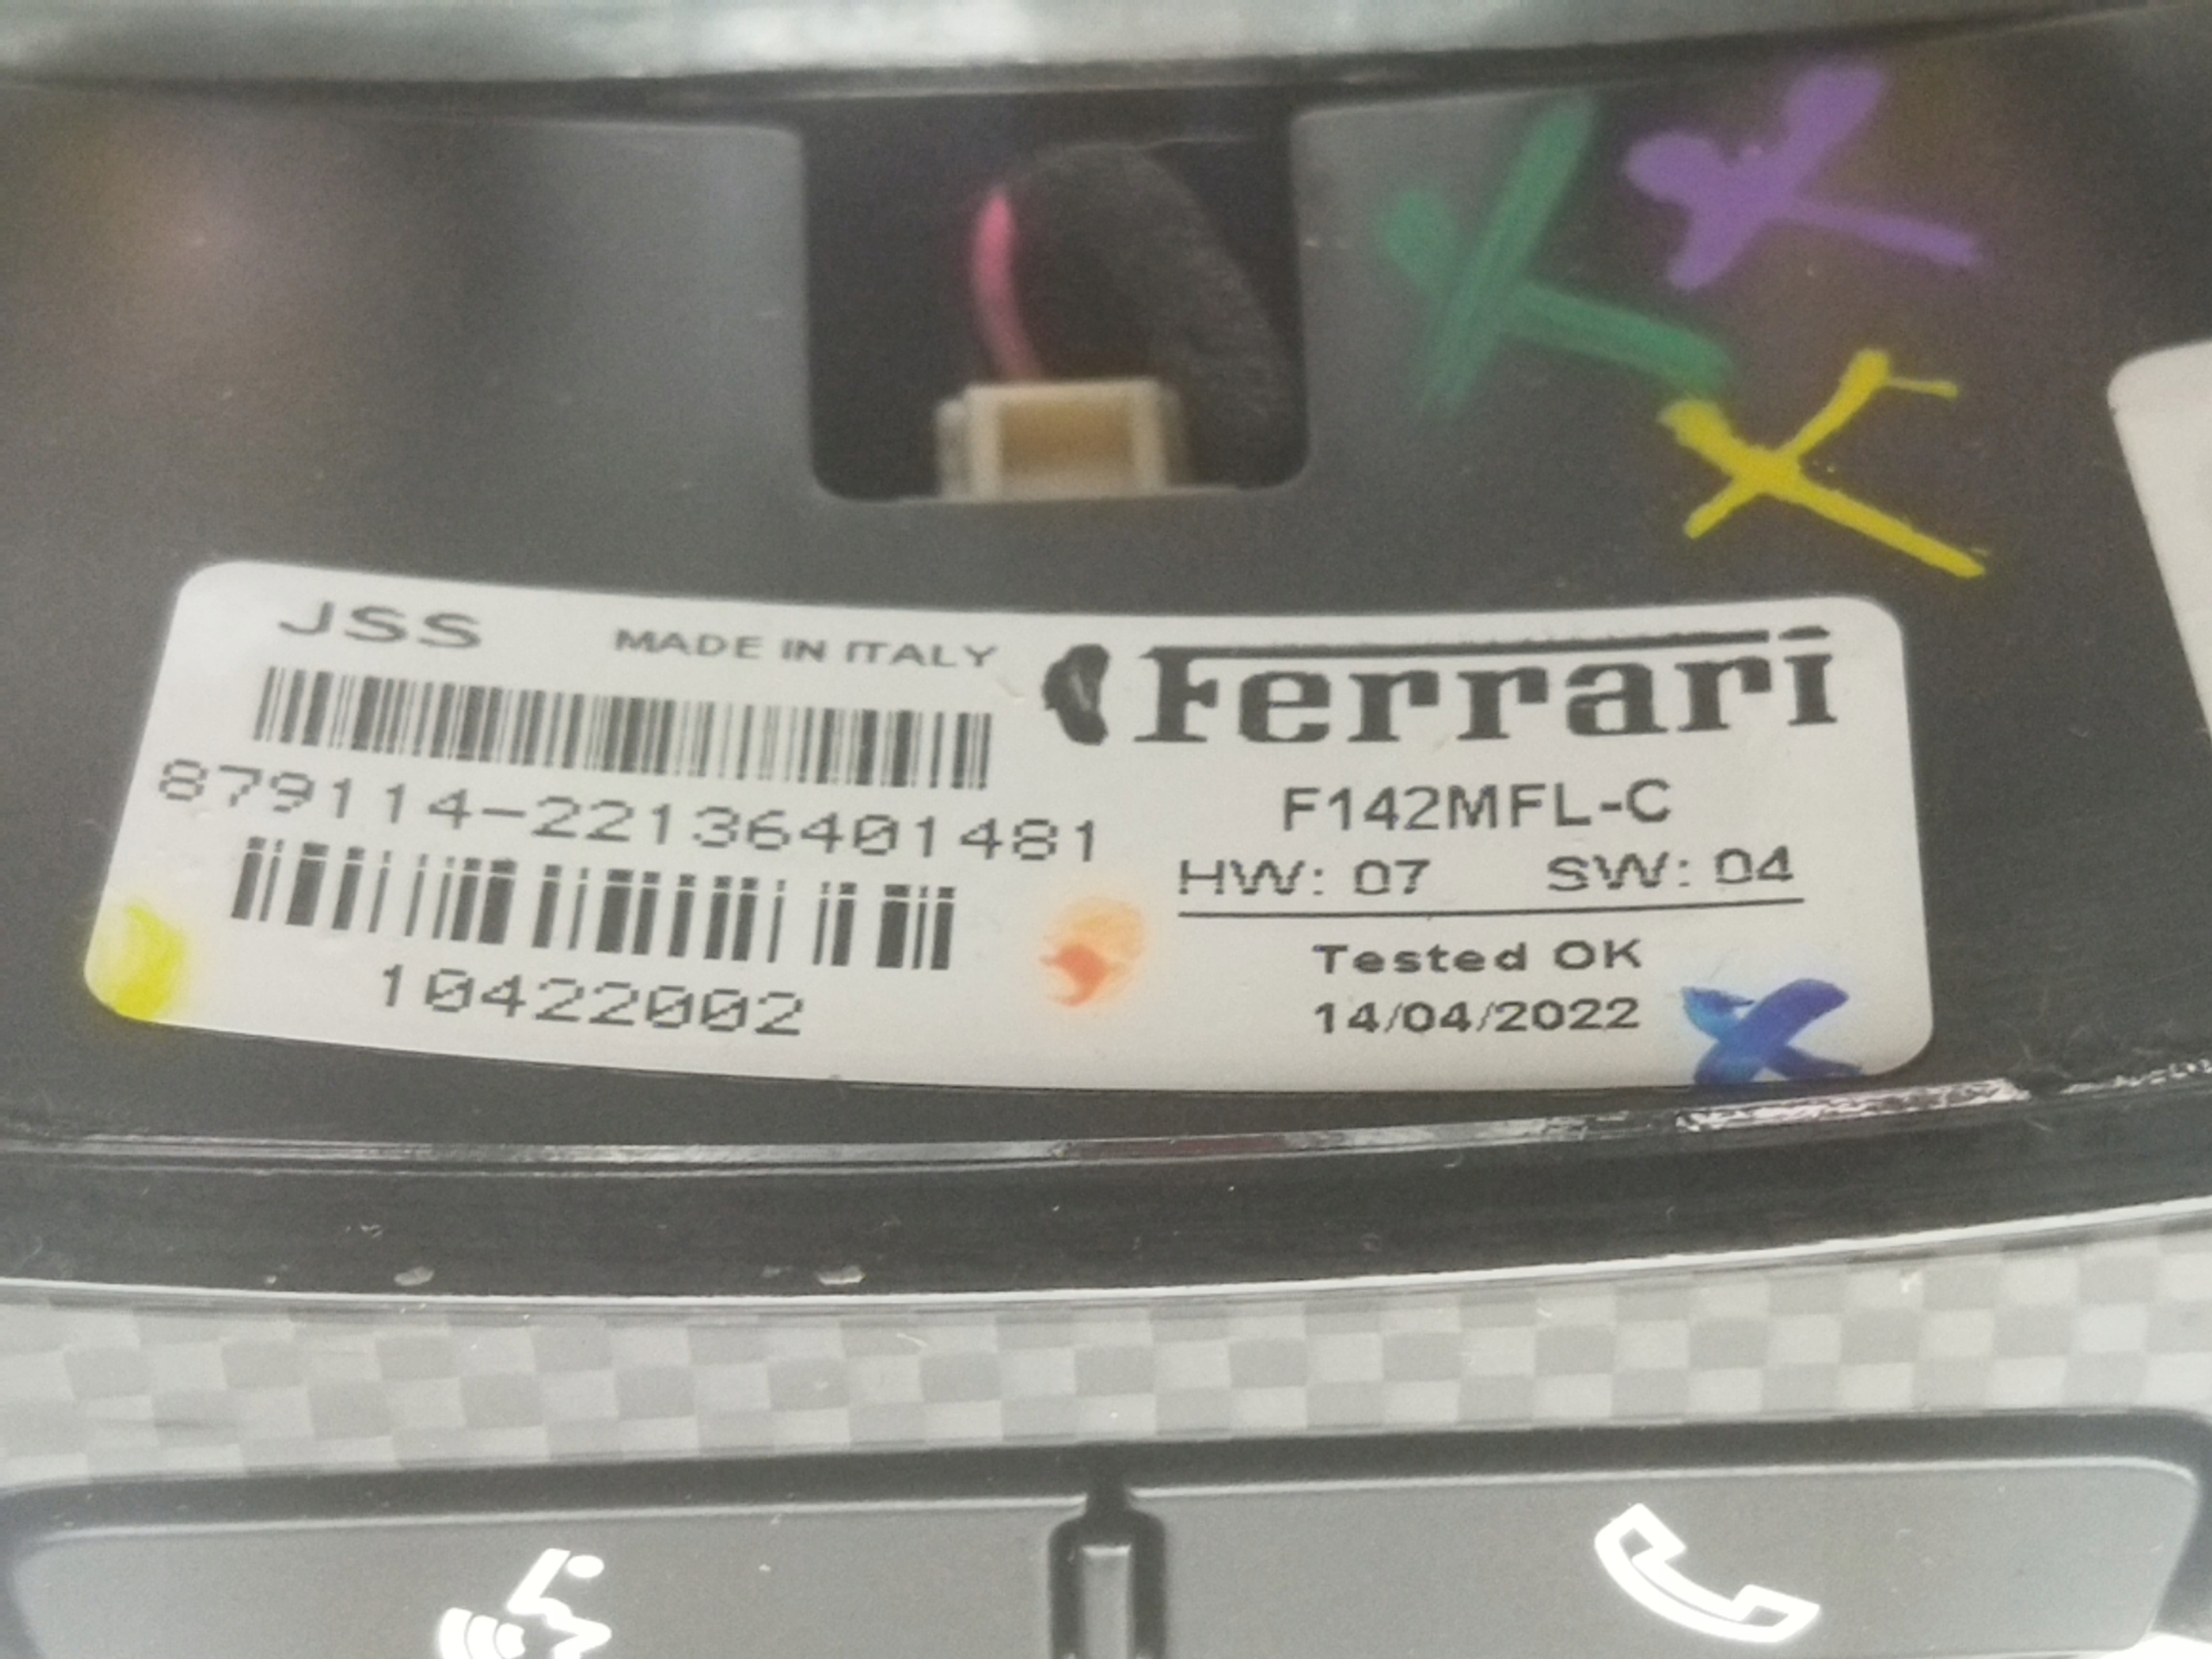 JSS MADE IN ITALY
Ferrari
879114-22136401481
10422002
F142MFL-C
HW: 07 SW: 04
Tested OK
14/04/2022